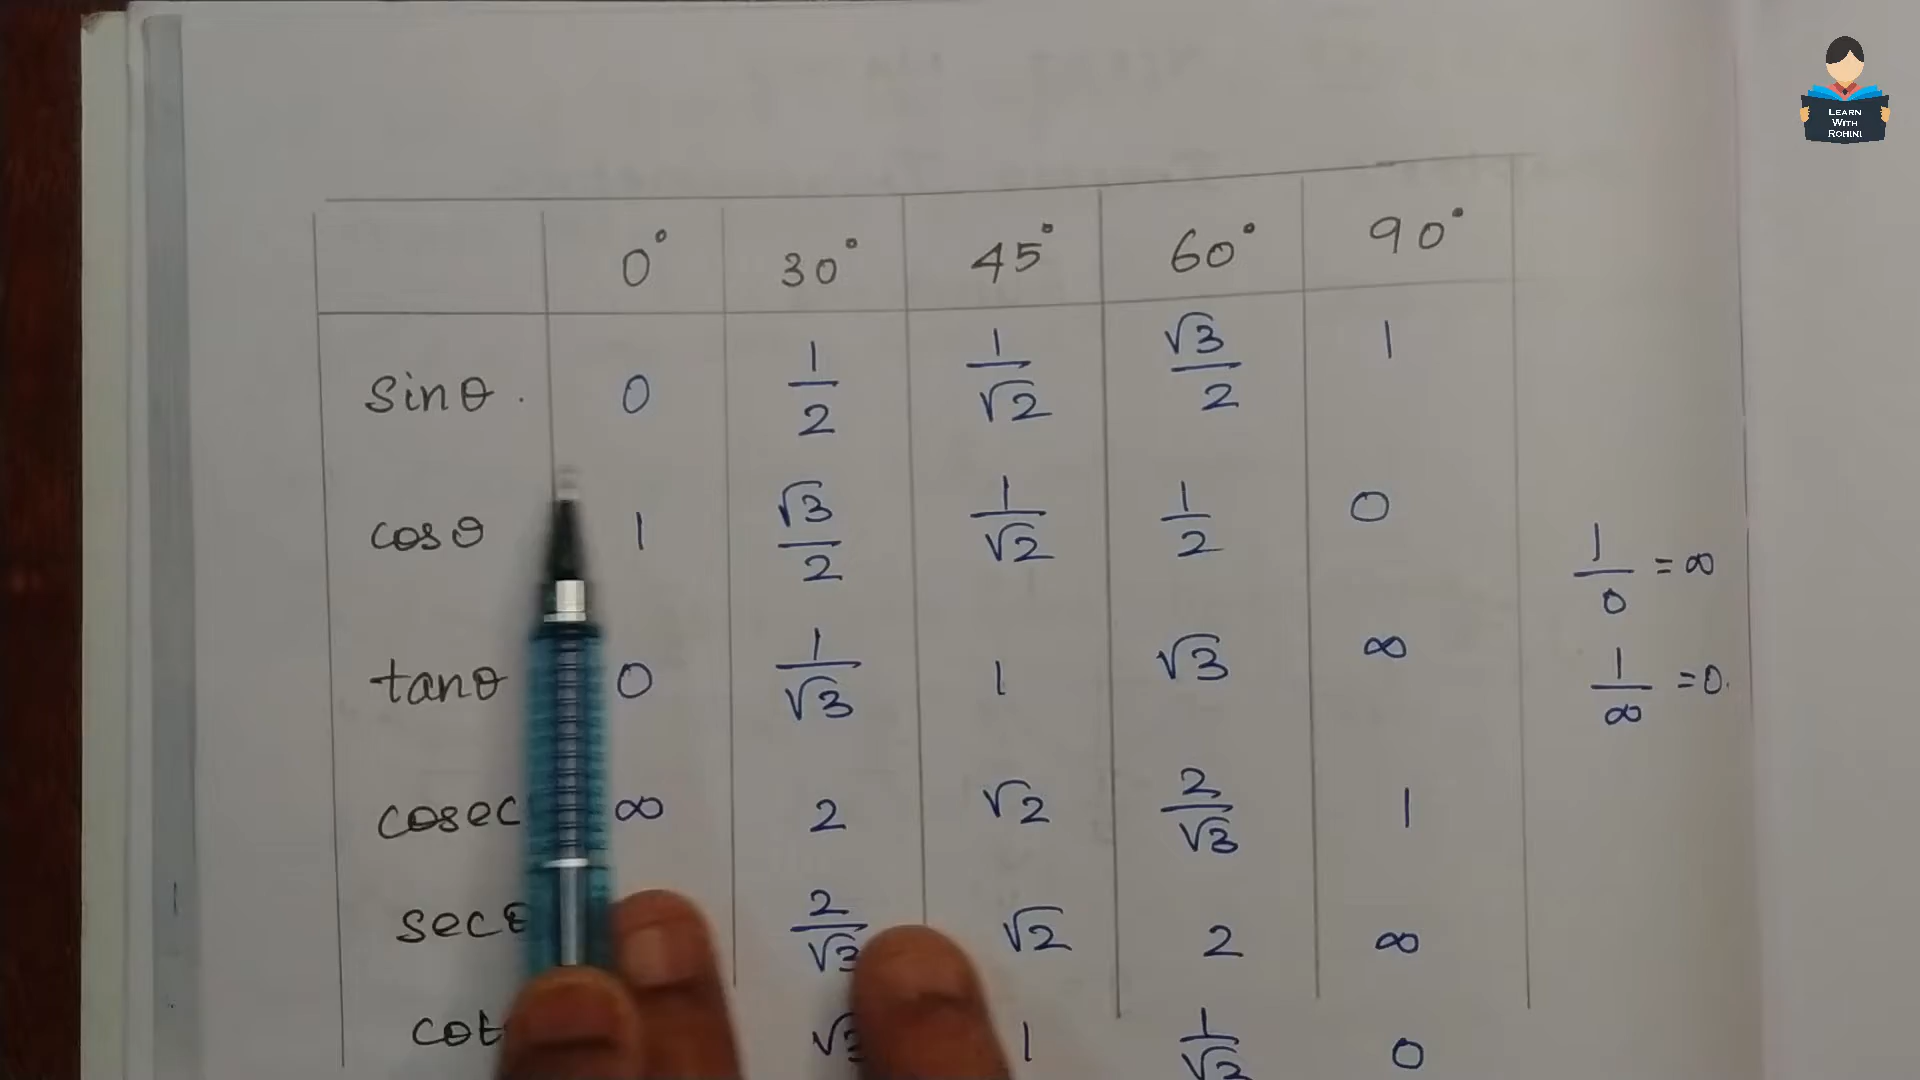 LEARN
WITH
ROHINI
0° 30° 45° 60° 90°
sinθ . 0 1/2 1/√2 √3/2 1
cosθ 1 √3/2 1/√2 1/2 0
1/0 = ∞
tanθ 0 1/√3 1 √3 ∞
1/∞ = 0.
cosec ∞ 2 √2 2/√3 1
secθ 2/√3 √2 2 ∞
cot √3 1 0